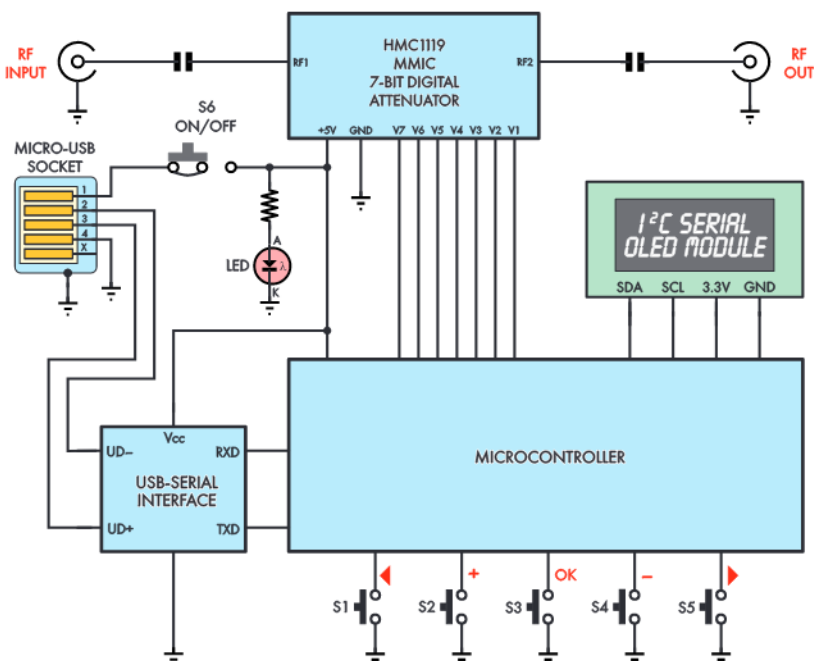 RF
INPUT
RF1
HMC1119
MMIC
7-BIT DIGITAL
ATTENUATOR
RF2
RF
OUT
+5V GND V7 V6 V5 V4 V3 V2 V1
S6
ON/OFF
MICRO-USB
SOCKET
1
2
3
4
X
A
LED
λ
K
I²C SERIAL
OLED MODULE
SDA SCL 3.3V GND
Vcc
UD–
RXD
USB-SERIAL
INTERFACE
UD+
TXD
MICROCONTROLLER
+ OK –
S1 S2 S3 S4 S5